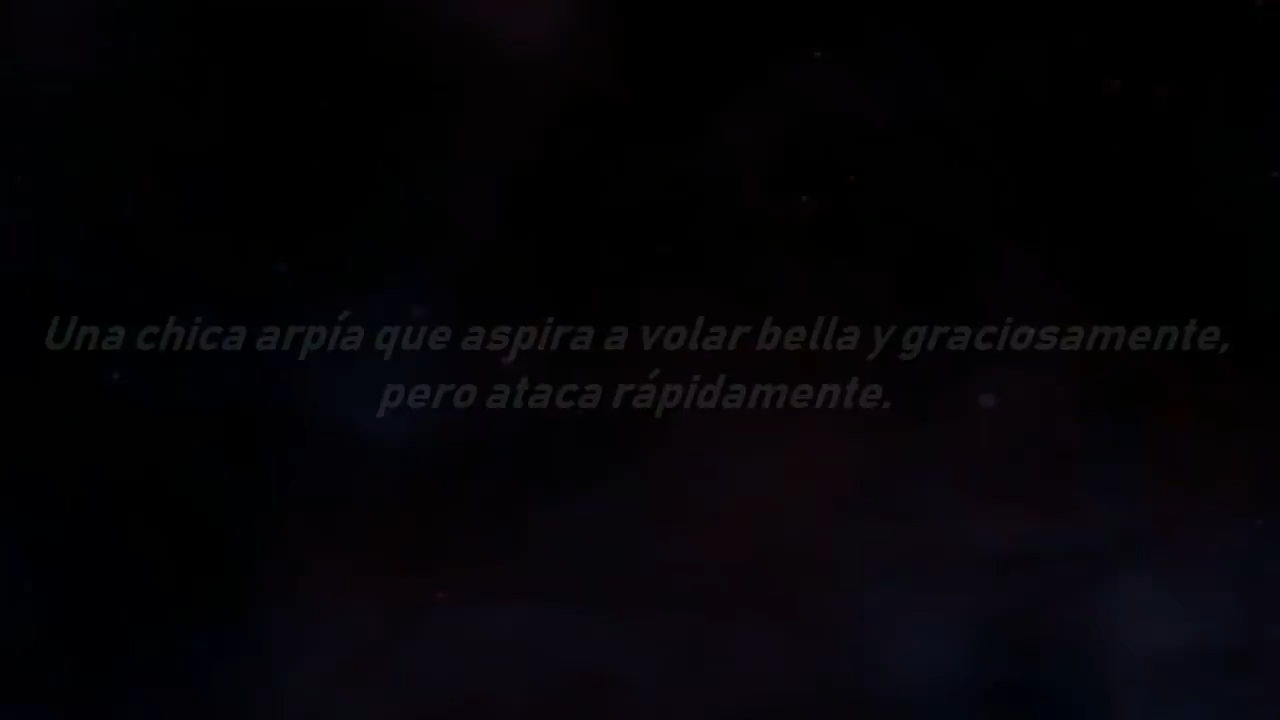 Una chica arpía que aspira a volar bella y graciosamente,
pero ataca rápidamente.